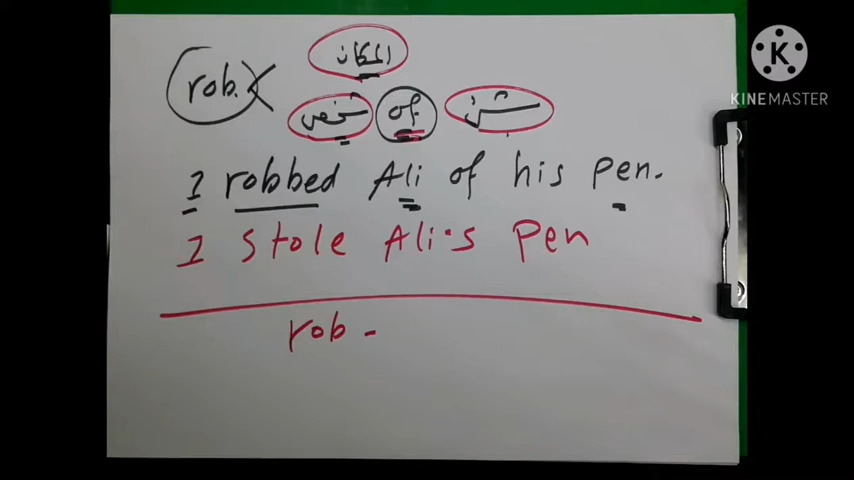 المكان
rob.
شخص of شئ
I robbed Ali of his pen.
I stole Ali's pen
rob -
K
KINEMASTER